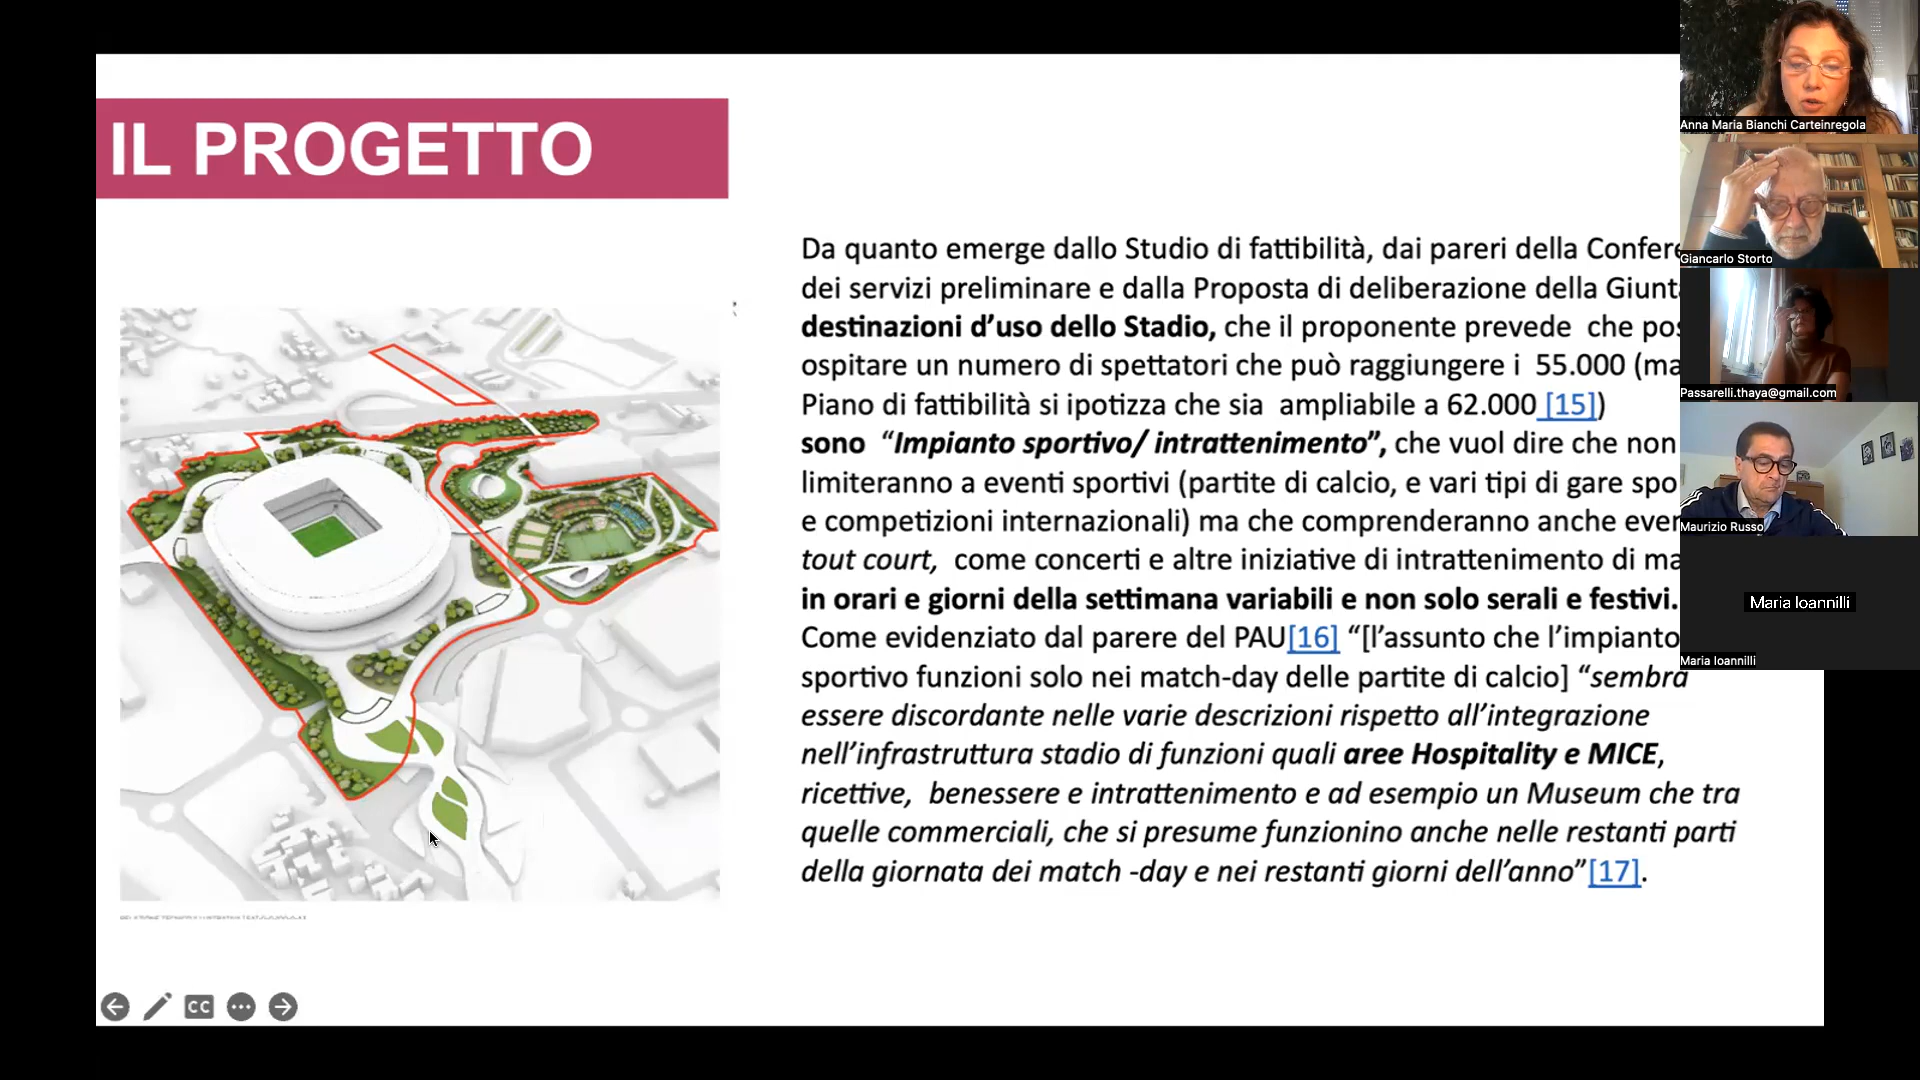 IL PROGETTO
Da quanto emerge dallo Studio di fattibilità, dai pareri della
dei servizi preliminare e dalla Proposta di deliberazione della
destinazioni d’uso dello Stadio, che il proponente prevede che
ospitare un numero di spettatori che può raggiungere i 55.000
Piano di fattibilità si ipotizza che sia ampliabile a 62.000 [15])
sono “Impianto sportivo/ intrattenimento”, che vuol dire che non
limiteranno a eventi sportivi (partite di calcio, e vari tipi di gare
e competizioni internazionali) ma che comprenderanno anche
tout court, come concerti e altre iniziative di intrattenimento di
in orari e giorni della settimana variabili e non solo serali e festivi.
Come evidenziato dal parere del PAU[16] “[l’assunto che l’impianto
sportivo funzioni solo nei match-day delle partite di calcio] “sembra
essere discordante nelle varie descrizioni rispetto all’integrazione
nell’infrastruttura stadio di funzioni quali aree Hospitality e MICE,
ricettive, benessere e intrattenimento e ad esempio un Museum che tra
quelle commerciali, che si presume funzionino anche nelle restanti parti
della giornata dei match -day e nei restanti giorni dell’anno”[17].
CC
Anna Maria Bianchi Carteinregola
Giancarlo Storto
Passarelli.thaya@gmail.com
Maurizio Russo
Maria Ioannilli
Maria Ioannilli